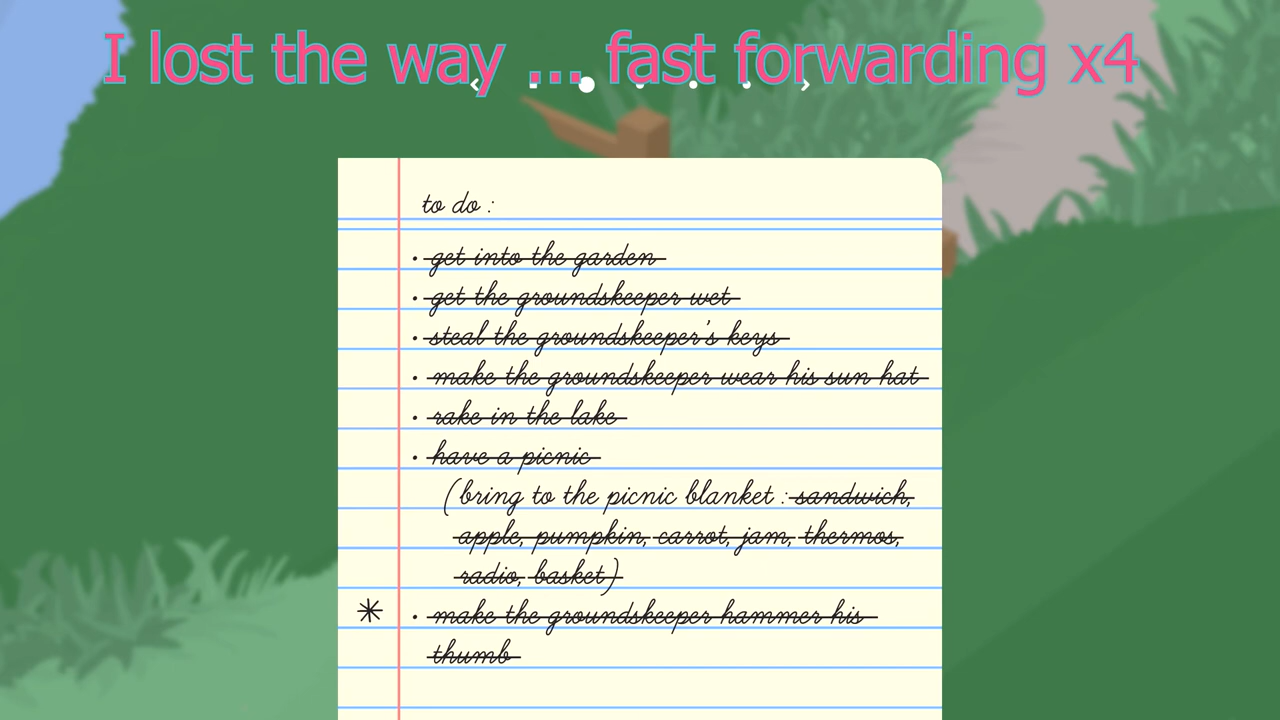 I lost the way ... fast forwarding x4
to do :
• get into the garden
• get the groundskeeper wet
• steal the groundskeeper's keys
• make the groundskeeper wear his sun hat
• rake in the lake
• have a picnic
(bring to the picnic blanket : sandwich,
apple, pumpkin, carrot, jam, thermos,
radio, basket)
* • make the groundskeeper hammer his
thumb